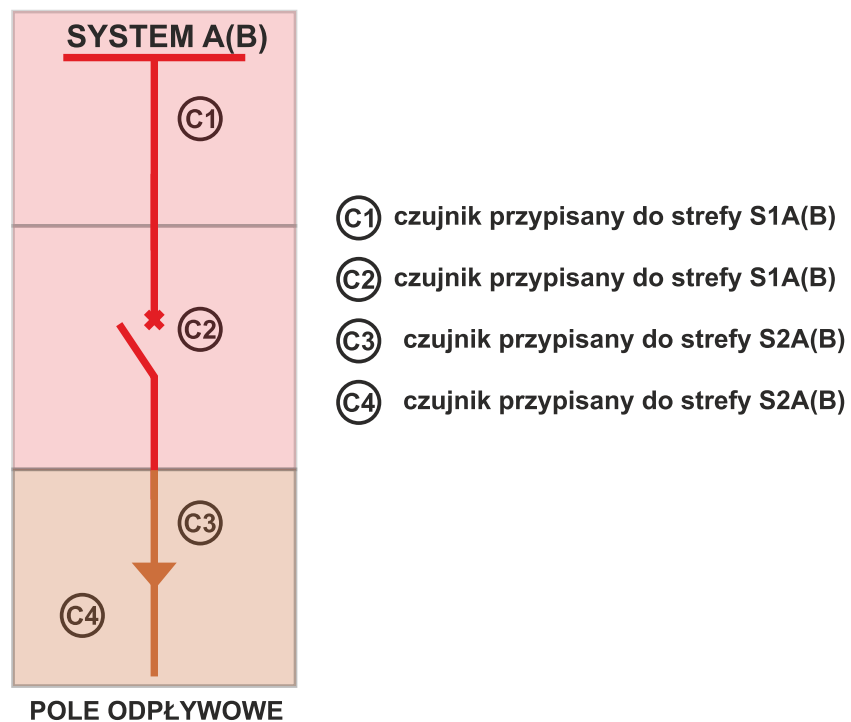 SYSTEM A(B)
C1
C2
C3
C4
POLE ODPŁYWOWE
C1 czujnik przypisany do strefy S1A(B)
C2 czujnik przypisany do strefy S1A(B)
C3 czujnik przypisany do strefy S2A(B)
C4 czujnik przypisany do strefy S2A(B)